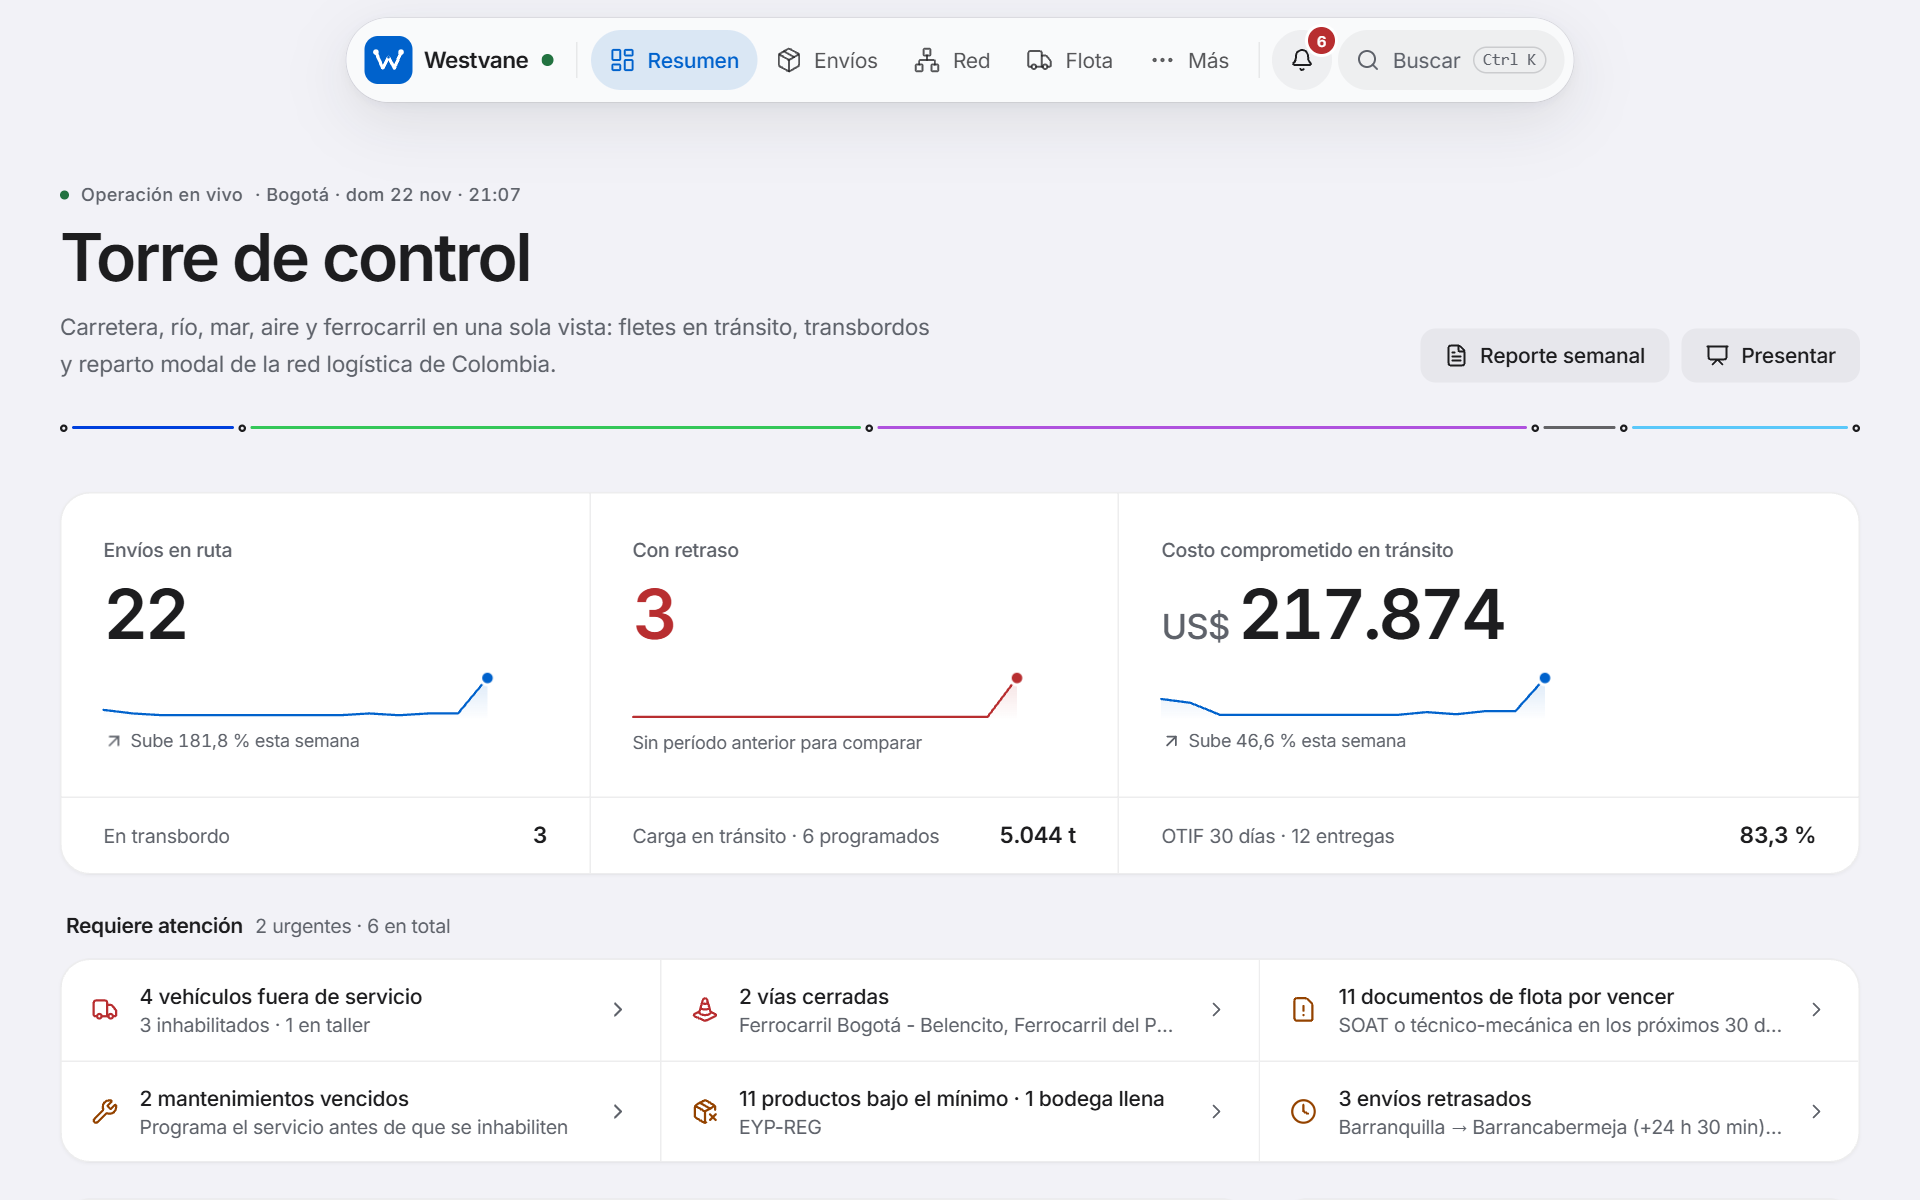 Westvane
Resumen
Envíos
Red
Flota
Más
6
Buscar
Ctrl K
Operación en vivo · Bogotá · dom 22 nov · 21:07
Torre de control
Carretera, río, mar, aire y ferrocarril en una sola vista: fletes en tránsito, transbordos
y reparto modal de la red logística de Colombia.
Reporte semanal
Presentar
Envíos en ruta
22
Sube 181,8 % esta semana
Con retraso
3
Sin período anterior para comparar
Costo comprometido en tránsito
US$ 217.874
Sube 46,6 % esta semana
En transbordo 3
Carga en tránsito · 6 programados 5.044 t
OTIF 30 días · 12 entregas 83,3 %
Requiere atención 2 urgentes · 6 en total
4 vehículos fuera de servicio
3 inhabilitados · 1 en taller
2 vías cerradas
Ferrocarril Bogotá - Belencito, Ferrocarril del P...
11 documentos de flota por vencer
SOAT o técnico-mecánica en los próximos 30 d...
2 mantenimientos vencidos
Programa el servicio antes de que se inhabiliten
11 productos bajo el mínimo · 1 bodega llena
EYP-REG
3 envíos retrasados
Barranquilla → Barrancabermeja (+24 h 30 min)...